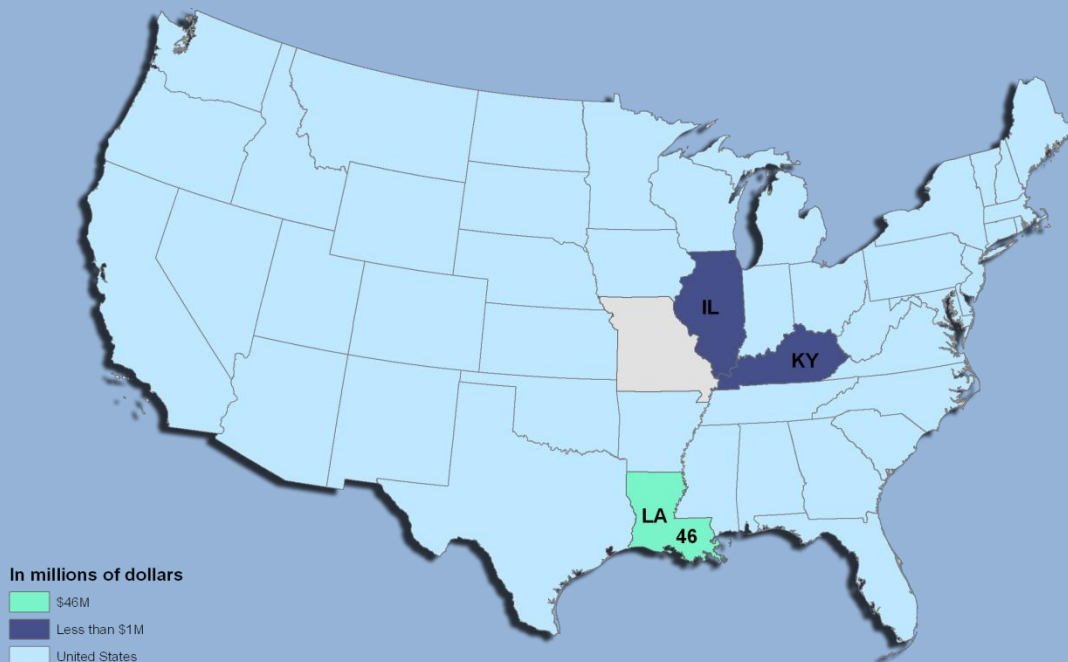 IL
KY
LA
46
In millions of dollars
$46M
Less than $1M
United States